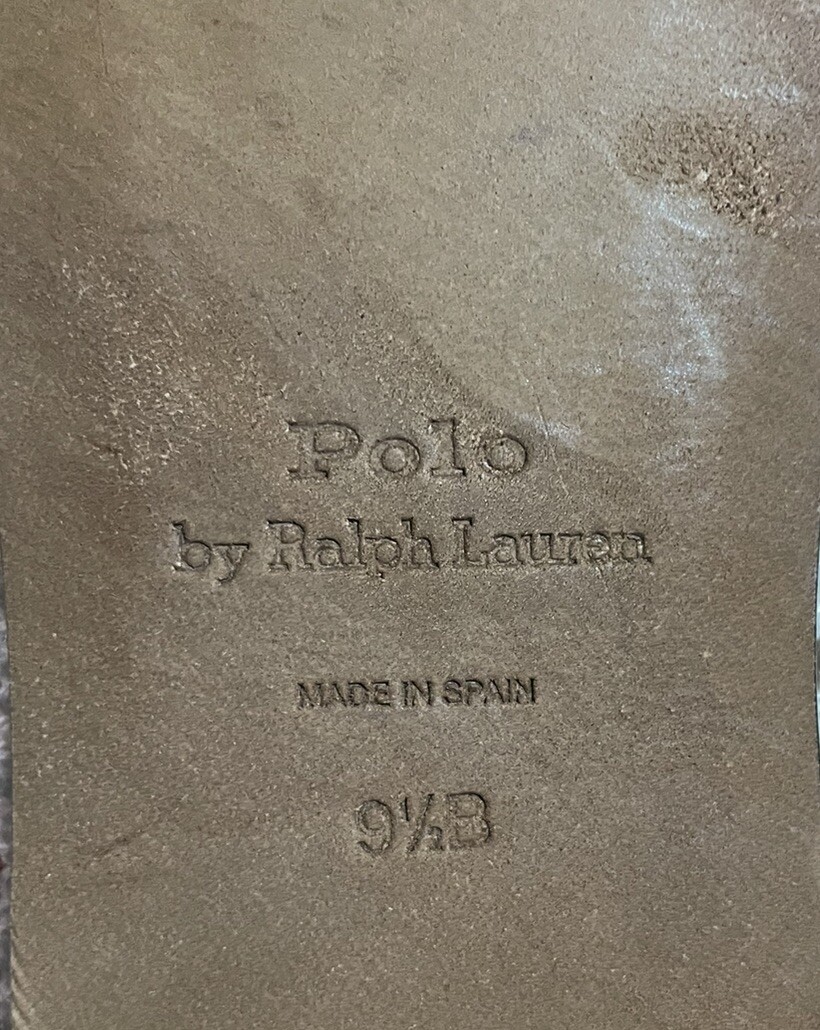 Polo
by Ralph Lauren
MADE IN SPAIN
9½B